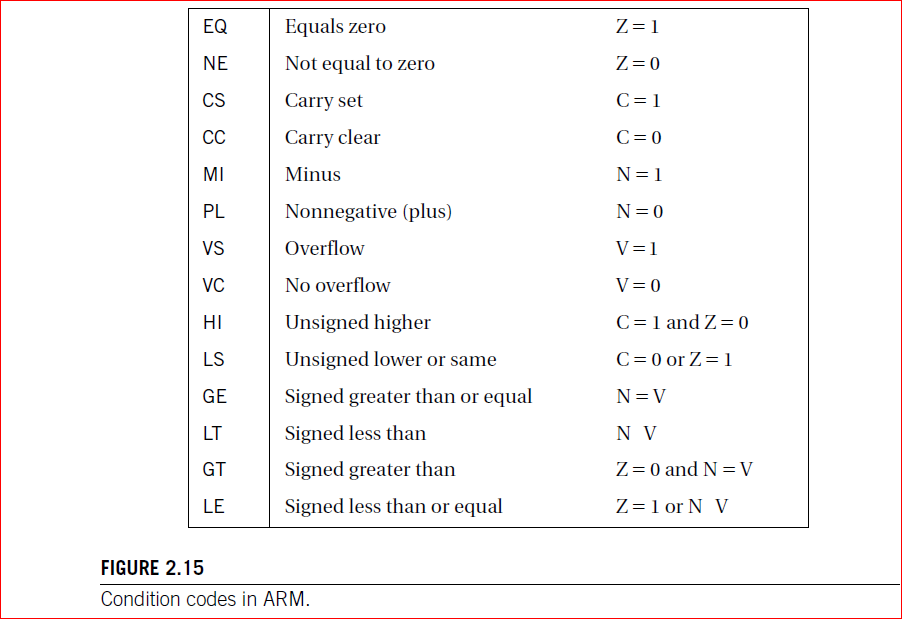 EQ Equals zero Z = 1
NE Not equal to zero Z = 0
CS Carry set C = 1
CC Carry clear C = 0
MI Minus N = 1
PL Nonnegative (plus) N = 0
VS Overflow V = 1
VC No overflow V = 0
HI Unsigned higher C = 1 and Z = 0
LS Unsigned lower or same C = 0 or Z = 1
GE Signed greater than or equal N = V
LT Signed less than N V
GT Signed greater than Z = 0 and N = V
LE Signed less than or equal Z = 1 or N V
FIGURE 2.15
Condition codes in ARM.